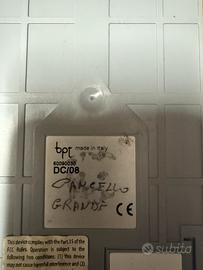 bpt made in Italy
60090030
DC/08
CANCELLO
GRANDE
CE
This device complies with the Part.15 of the
FCC Rules. Operation is subject to the
following two conditions: (1) this device
may not cause harmful interference and (2)
subito